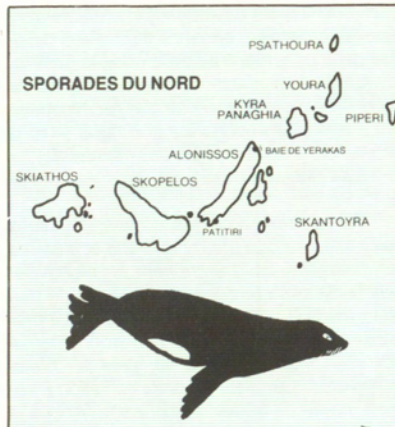 PSATHOURA
SPORADES DU NORD
YOURA
KYRA
PANAGHIA
PIPERI
ALONISSOS
BAIE DE YERAKAS
SKIATHOS
SKOPELOS
PATITIRI
SKANTOYRA